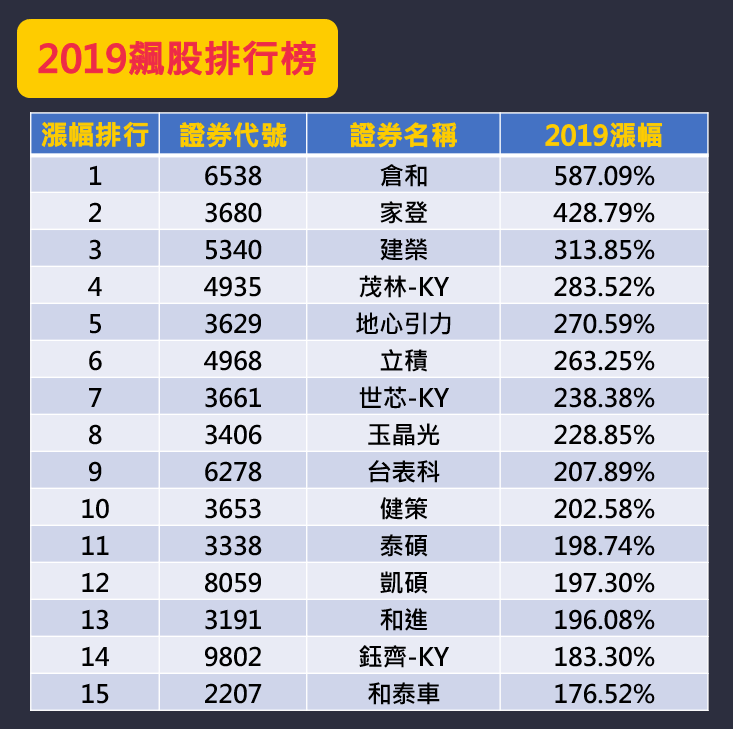 2019飆股排行榜
漲幅排行 證券代號 證券名稱 2019漲幅
1 6538 倉和 587.09%
2 3680 家登 428.79%
3 5340 建榮 313.85%
4 4935 茂林-KY 283.52%
5 3629 地心引力 270.59%
6 4968 立積 263.25%
7 3661 世芯-KY 238.38%
8 3406 玉晶光 228.85%
9 6278 台表科 207.89%
10 3653 健策 202.58%
11 3338 泰碩 198.74%
12 8059 凱碩 197.30%
13 3191 和進 196.08%
14 9802 鈺齊-KY 183.30%
15 2207 和泰車 176.52%